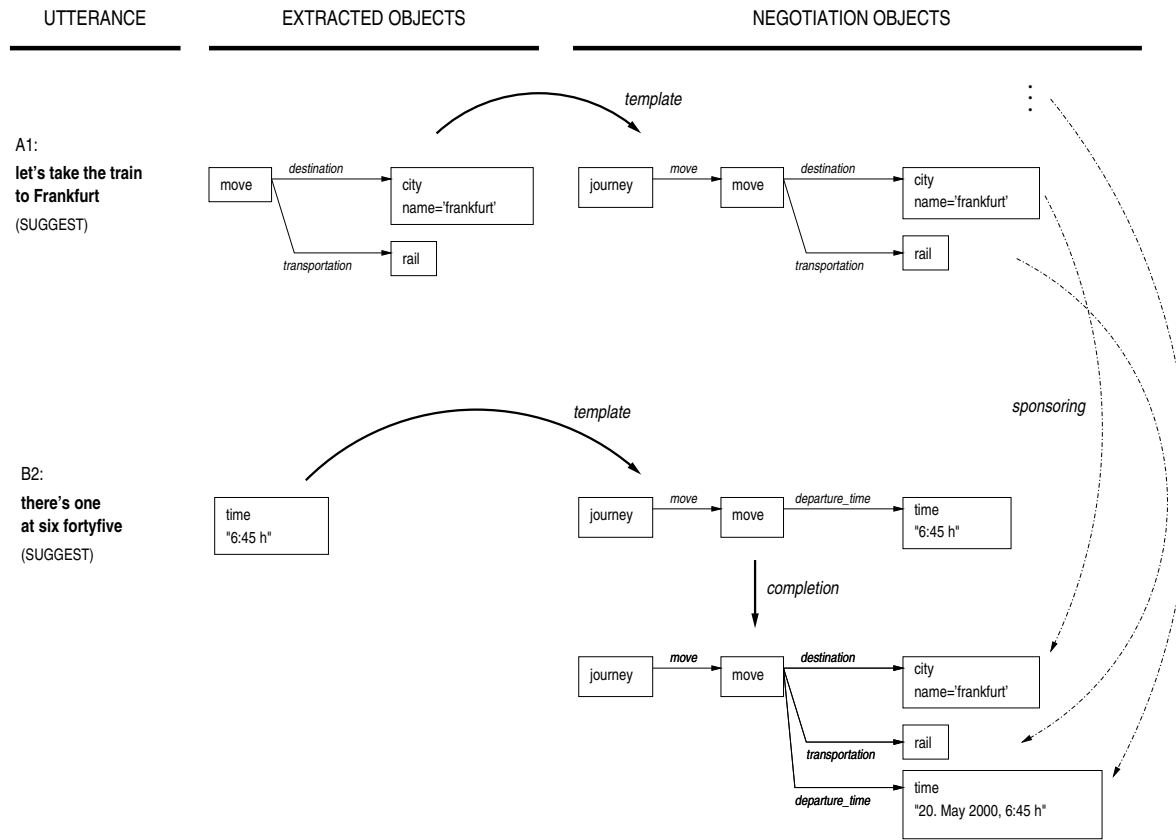 UTTERANCE
EXTRACTED OBJECTS
NEGOTIATION OBJECTS
template
A1:
let's take the train
to Frankfurt
(SUGGEST)
move
destination
city
name='frankfurt'
transportation
rail
journey
move
move
destination
city
name='frankfurt'
transportation
rail
sponsoring
template
B2:
there's one
at six fortyfive
(SUGGEST)
time
"6:45 h"
journey
move
move
departure_time
time
"6:45 h"
completion
journey
move
move
destination
city
name='frankfurt'
transportation
rail
departure_time
time
"20. May 2000, 6:45 h"